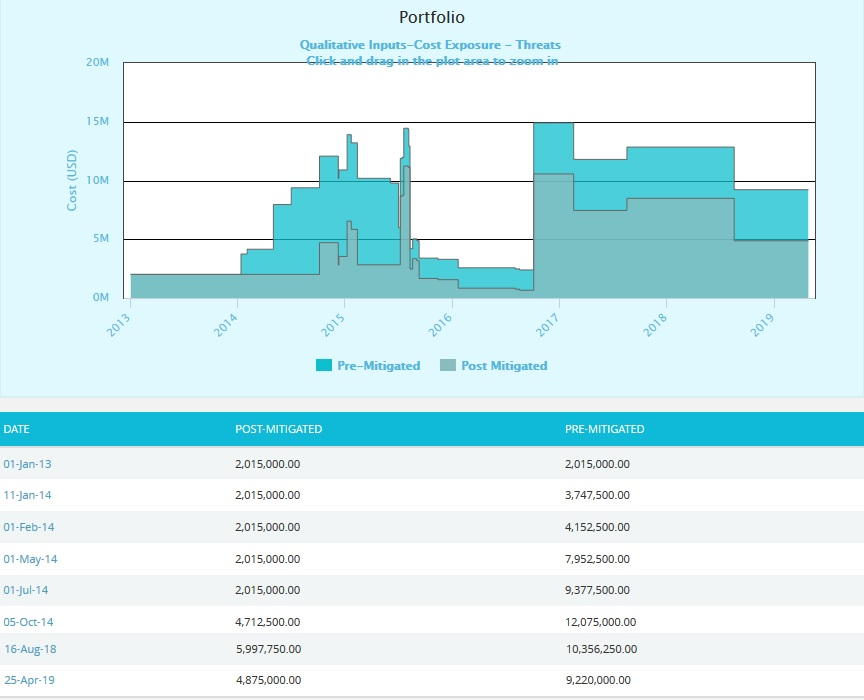 Portfolio
Qualitative Inputs-Cost Exposure - Threats
Click and drag in the plot area to zoom in
20M
15M
10M
5M
0M
Cost (USD)
2013 2014 2015 2016 2017 2018 2019
Pre-Mitigated Post Mitigated
DATE POST-MITIGATED PRE-MITIGATED
01-Jan-13 2,015,000.00 2,015,000.00
11-Jan-14 2,015,000.00 3,747,500.00
01-Feb-14 2,015,000.00 4,152,500.00
01-May-14 2,015,000.00 7,952,500.00
01-Jul-14 2,015,000.00 9,377,500.00
05-Oct-14 4,712,500.00 12,075,000.00
16-Aug-18 5,997,750.00 10,356,250.00
25-Apr-19 4,875,000.00 9,220,000.00